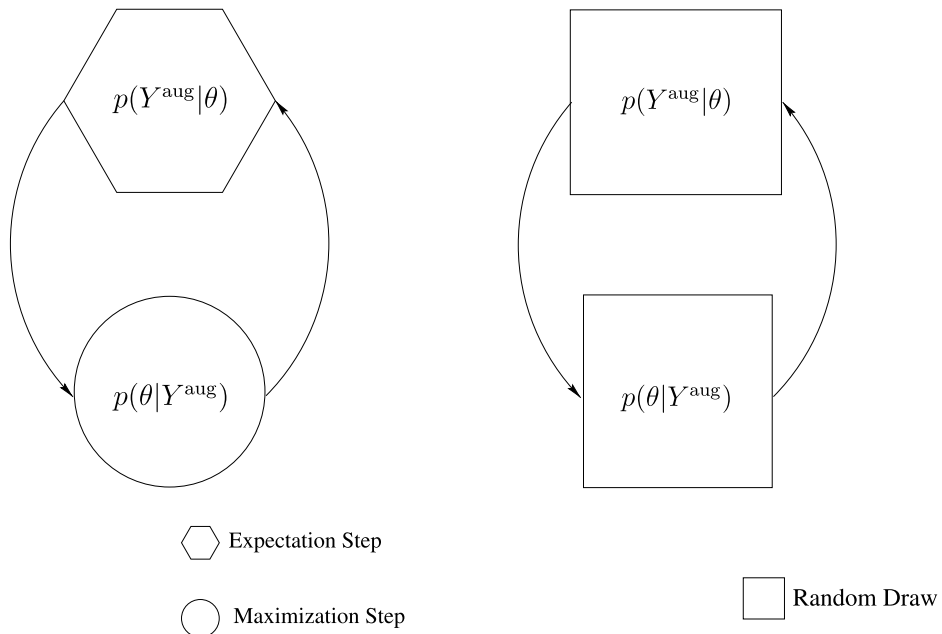 p(Y^aug|θ)
p(Y^aug|θ)
p(θ|Y^aug)
p(θ|Y^aug)
Expectation Step
Maximization Step
Random Draw